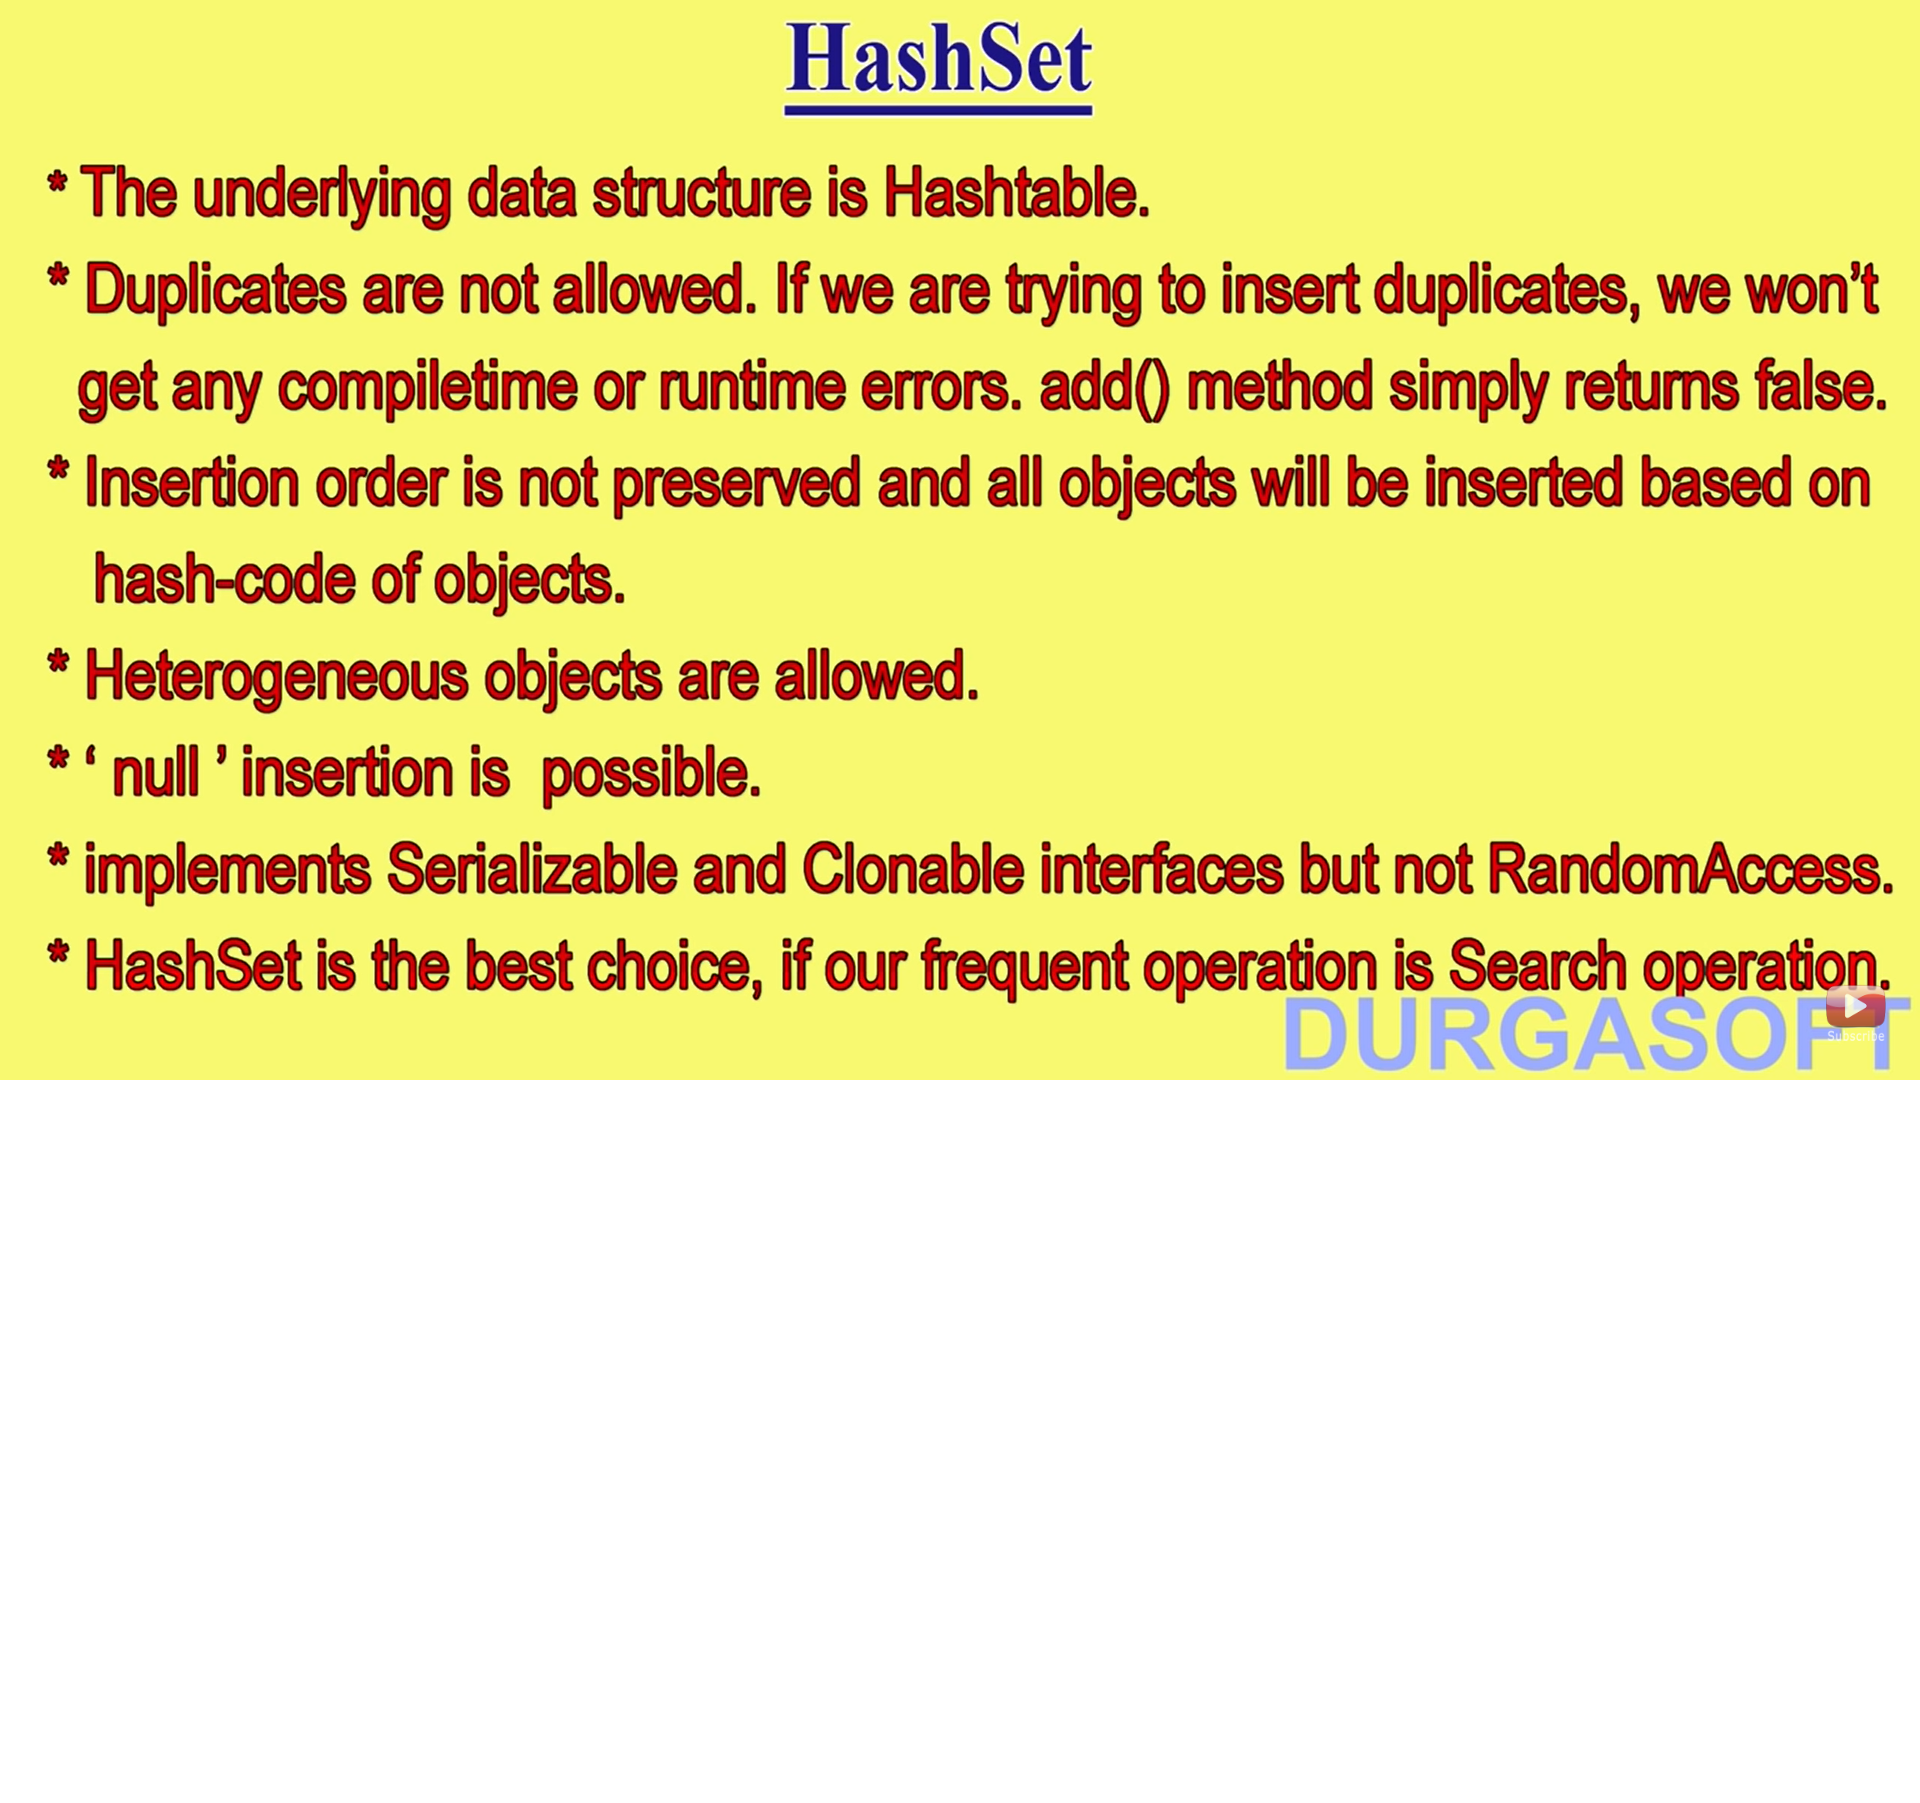 HashSet
* The underlying data structure is Hashtable.
* Duplicates are not allowed. If we are trying to insert duplicates, we won’t
get any compiletime or runtime errors. add() method simply returns false.
* Insertion order is not preserved and all objects will be inserted based on
hash-code of objects.
* Heterogeneous objects are allowed.
* ‘ null ’ insertion is  possible.
* implements Serializable and Clonable interfaces but not RandomAccess.
* HashSet is the best choice, if our frequent operation is Search operation.
DURGASOFT
Subscribe